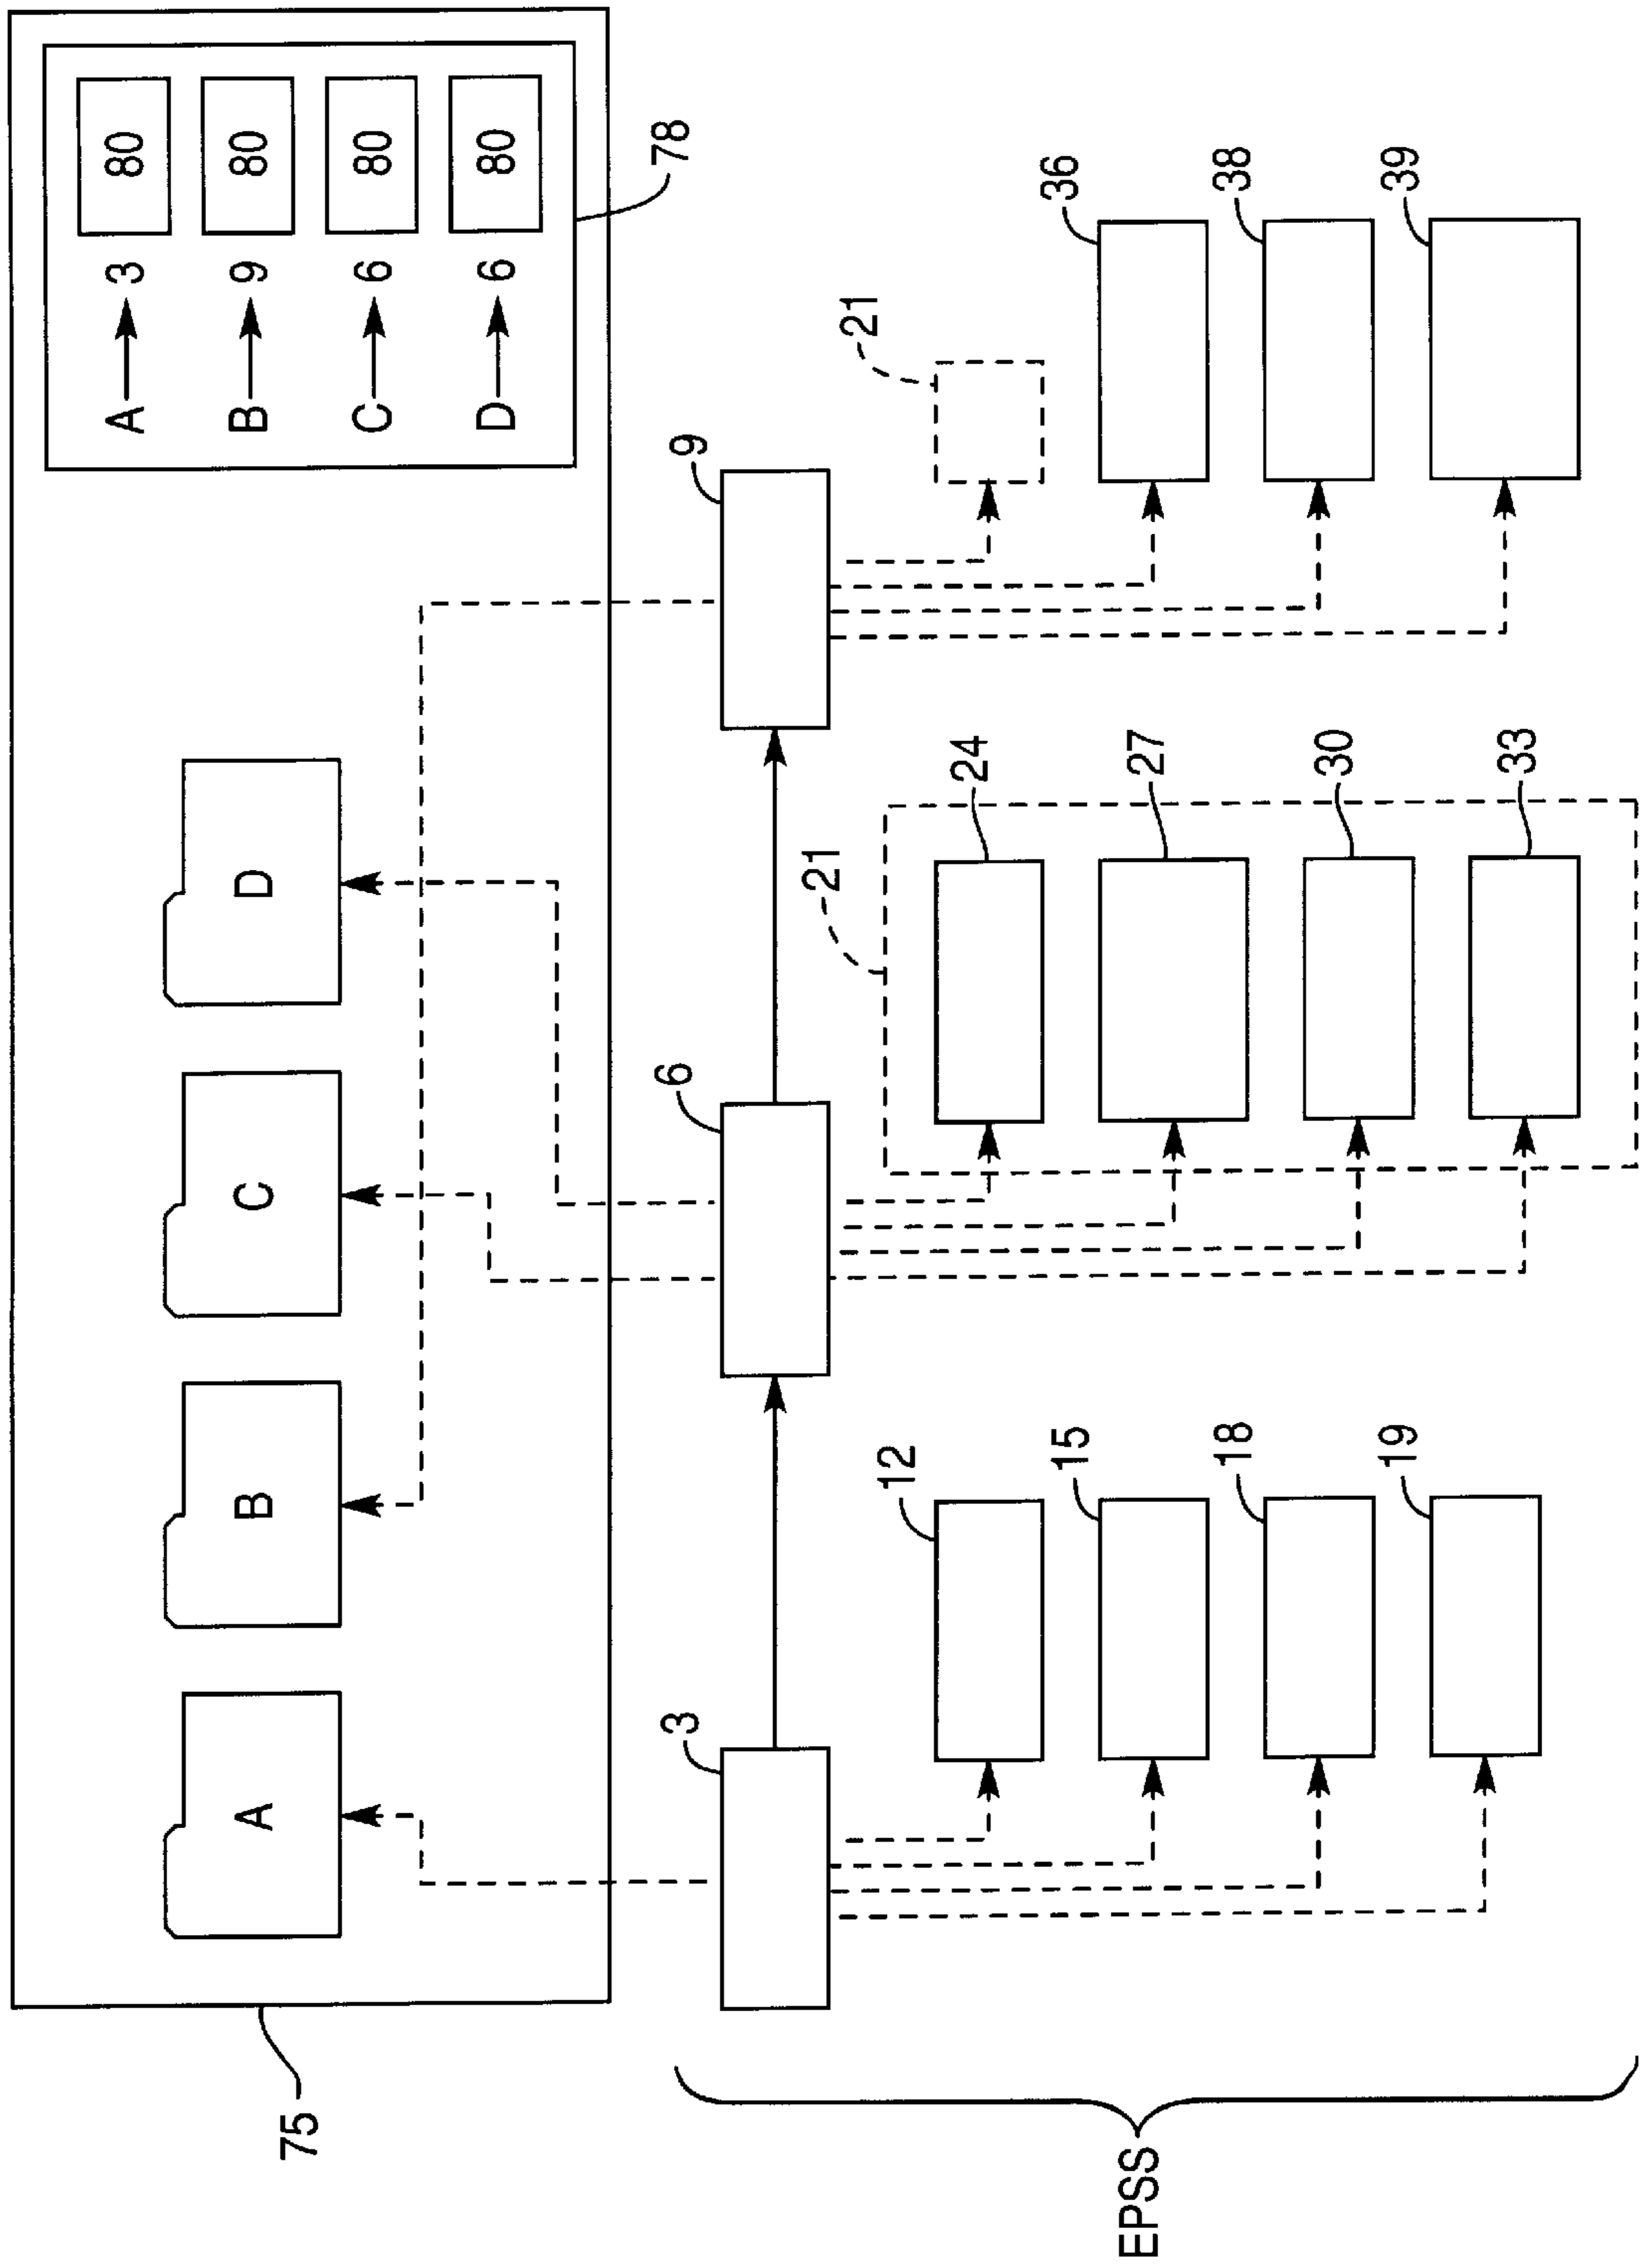 A → 3 80
B → 9 80
C → 6 80
D → 6 80
78
A B C D
75
3 6 9
12 21 24 21
15 27 36
18 30 38
19 33 39
EPSS